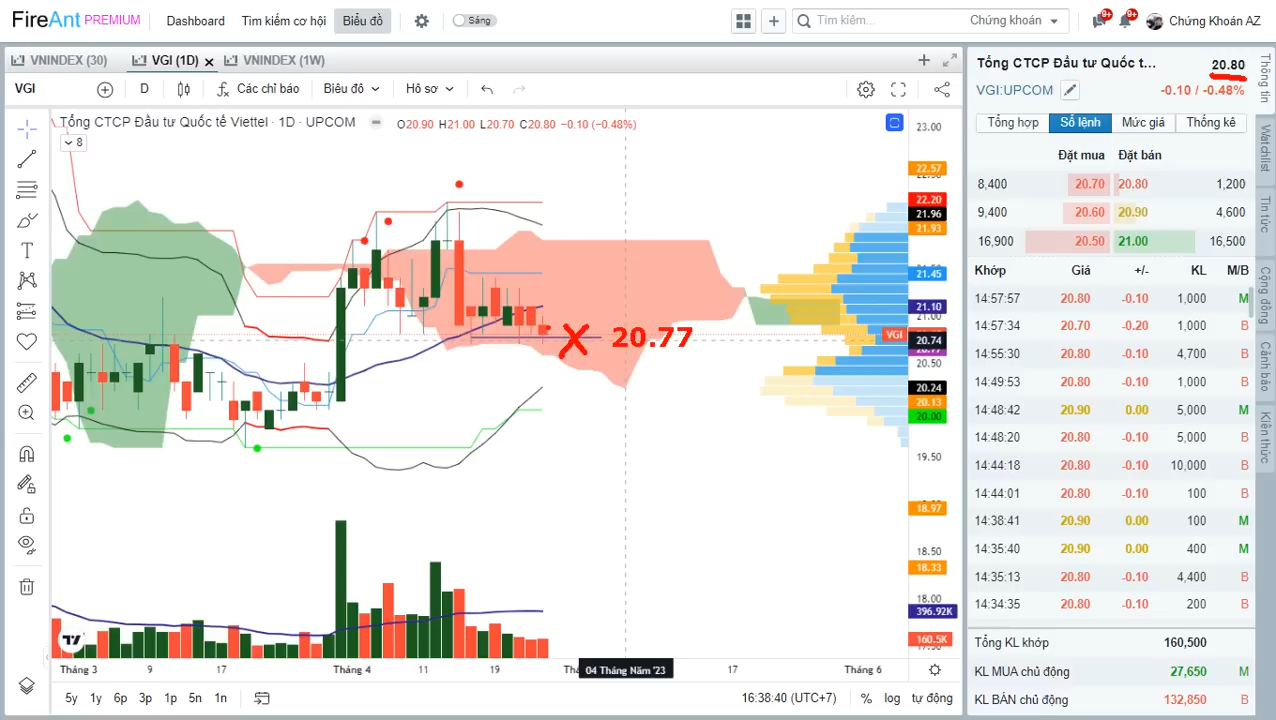 FireAnt PREMIUM Dashboard Tìm kiếm cơ hội Biểu đồ Sáng Tìm kiếm... Chứng khoán 9+ 9+ Chứng Khoán AZ
VNINDEX (30) VGI (1D) VNINDEX (1W)
VGI D Các chỉ báo Biểu đồ Hồ sơ
Tổng CTCP Đầu tư Quốc tế Viettel · 1D · UPCOM O20.90 H21.00 L20.70 C20.80 −0.10 (−0.48%)
8
23.00
22.57
22.20
21.96
21.93
21.45
21.10
21.00
VGI
20.74
20.77
20.50
20.24
20.13
20.00
19.50
18.97
18.50
18.33
18.00
396.92K
160.5K
X 20.77
Tháng 3 9 17 Tháng 4 11 19 04 Tháng Năm '23 17 Tháng 6
5y 1y 6p 3p 1p 5n 1n 16:38:40 (UTC+7) % log tự động
Tổng CTCP Đầu tư Quốc t... 20.80
VGI:UPCOM -0.10 / -0.48%
Tổng hợp Sổ lệnh Mức giá Thống kê
Đặt mua Đặt bán
8,400 20.70 20.80 1,200
9,400 20.60 20.90 4,600
16,900 20.50 21.00 16,500
Khớp Giá +/- KL M/B
14:57:57 20.80 -0.10 1,000 M
14:57:34 20.70 -0.20 1,000 B
14:55:30 20.80 -0.10 4,700 B
14:49:53 20.80 -0.10 1,000 B
14:48:42 20.90 0.00 5,000 M
14:48:20 20.80 -0.10 5,000 B
14:44:18 20.80 -0.10 10,000 B
14:44:01 20.80 -0.10 100 B
14:38:41 20.90 0.00 100 M
14:35:40 20.90 0.00 400 M
14:35:13 20.80 -0.10 4,400 B
14:34:35 20.80 -0.10 200 B
Tổng KL khớp 160,500
KL MUA chủ động 27,650 M
KL BÁN chủ động 132,850 B
Thông tin
Watchlist
Tin tức
Cộng đồng
Cảnh báo
Kiến thức